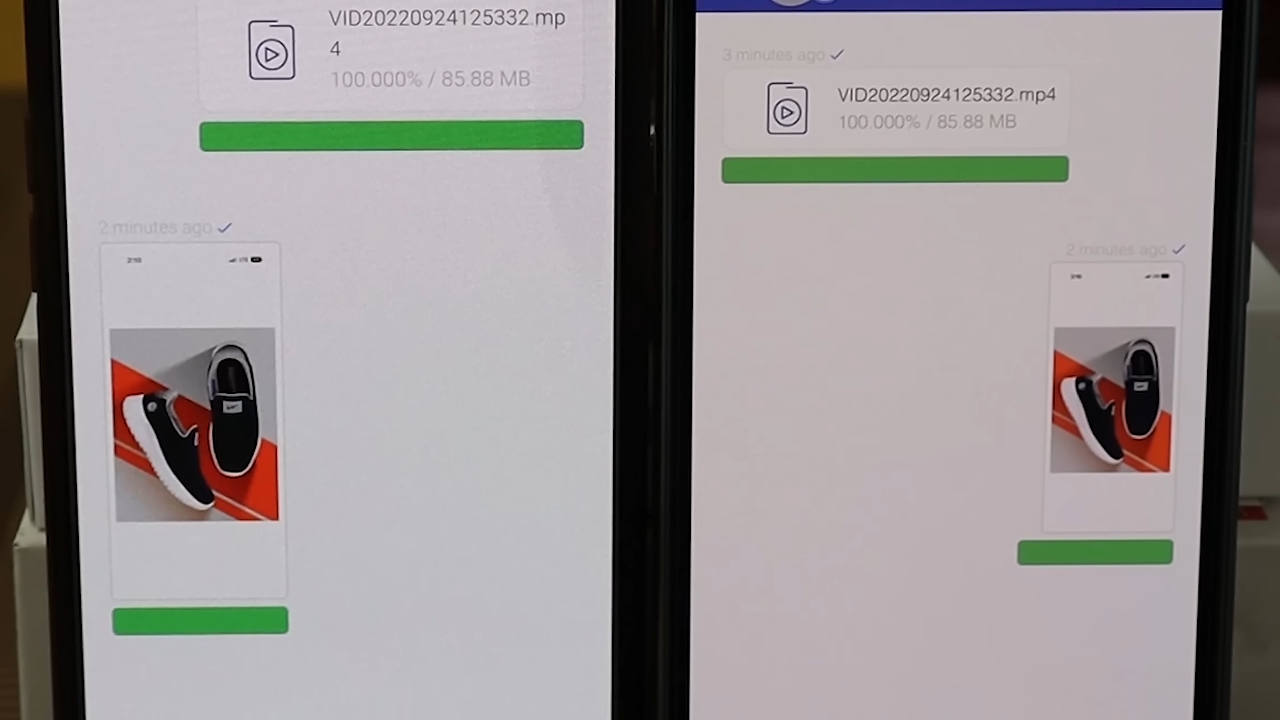 VID20220924125332.mp
4
100.000% / 85.88 MB
2 minutes ago
3 minutes ago
VID20220924125332.mp4
100.000% / 85.88 MB
2 minutes ago